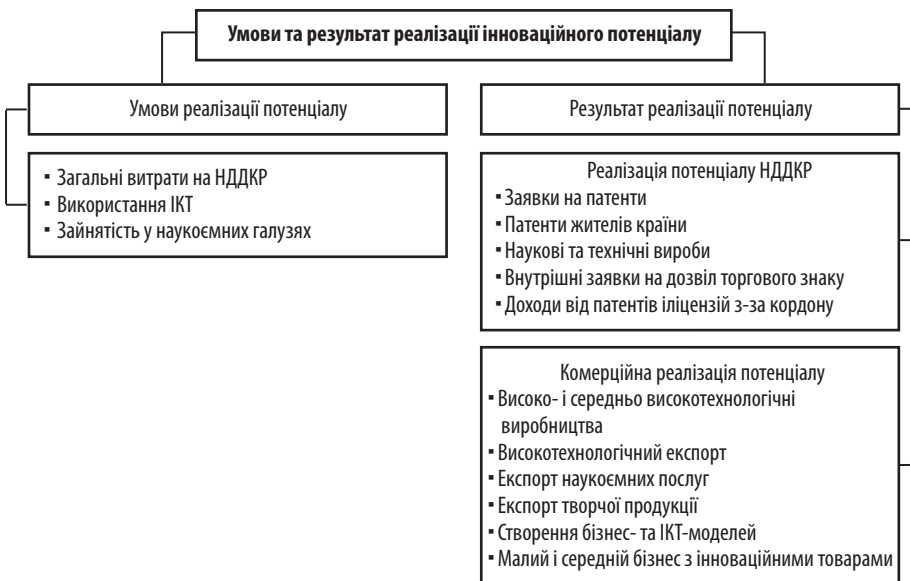 Умови та результат реалізації інноваційного потенціалу
Умови реалізації потенціалу
▪ Загальні витрати на НДДКР
▪ Використання ІКТ
▪ Зайнятість у наукоємних галузях
Результат реалізації потенціалу
Реалізація потенціалу НДДКР
▪ Заявки на патенти
▪ Патенти жителів країни
▪ Наукові та технічні вироби
▪ Внутрішні заявки на дозвіл торгового знаку
▪ Доходи від патентів іліцензій з-за кордону
Комерційна реалізація потенціалу
▪ Високо- і середньо високотехнологічні
виробництва
▪ Високотехнологічний експорт
▪ Експорт наукоємних послуг
▪ Експорт творчої продукції
▪ Створення бізнес- та ІКТ-моделей
▪ Малий і середній бізнес з інноваційними товарами